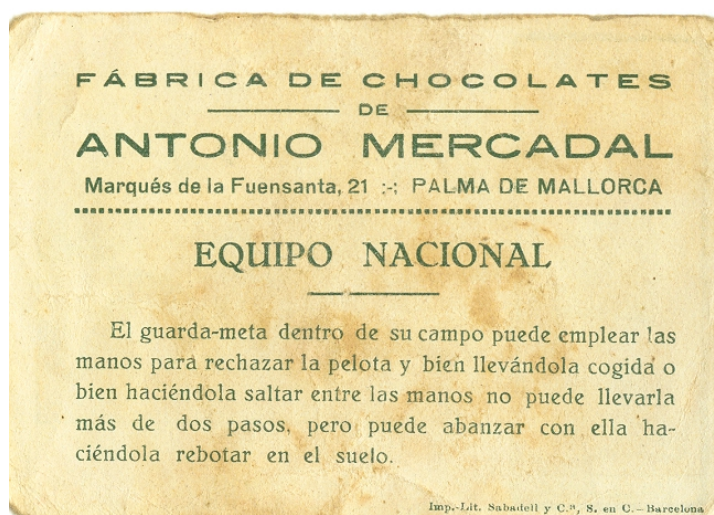 FÁBRICA DE CHOCOLATES
DE
ANTONIO MERCADAL
Marqués de la Fuensanta, 21 :-: PALMA DE MALLORCA
EQUIPO NACIONAL
El guarda-meta dentro de su campo puede emplear las
manos para rechazar la pelota y bien llevándola cogida o
bien haciéndola saltar entre las manos no puede llevarla
más de dos pasos, pero puede abanzar con ella ha-
ciéndola rebotar en el suelo.
Imp.-Lit. Sabadell y C.ª, S. en C.—Barcelona